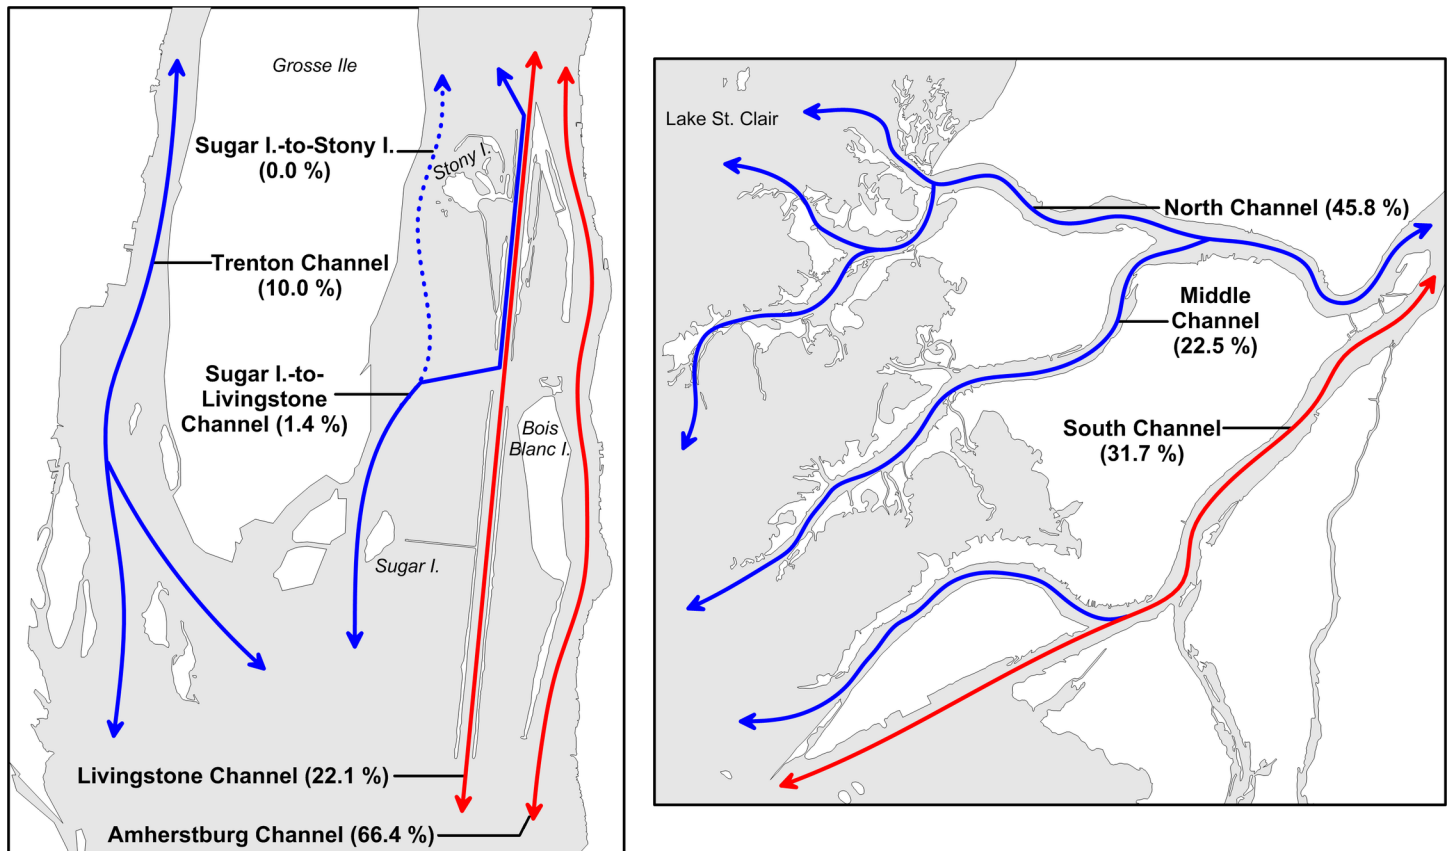 Grosse Ile
Sugar I.-to-Stony I.
(0.0 %)
Stony I.
Trenton Channel
(10.0 %)
Sugar I.-to-
Livingstone
Channel (1.4 %)
Bois
Blanc I.
Sugar I.
Livingstone Channel (22.1 %)
Amherstburg Channel (66.4 %)
Lake St. Clair
North Channel (45.8 %)
Middle
Channel
(22.5 %)
South Channel
(31.7 %)